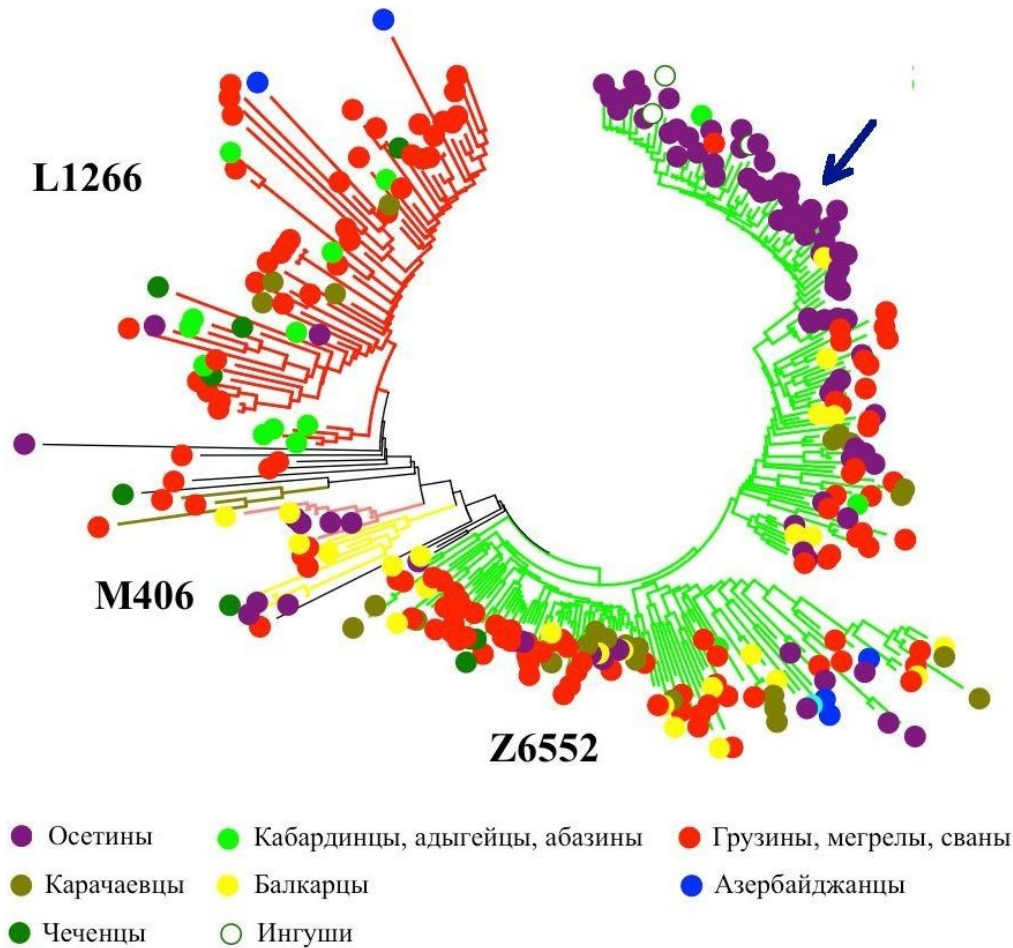 L1266
M406
Z6552
Осетины
Кабардинцы, адыгейцы, абазины
Грузины, мегрелы, сваны
Карачаевцы
Балкарцы
Азербайджанцы
Чеченцы
Ингуши